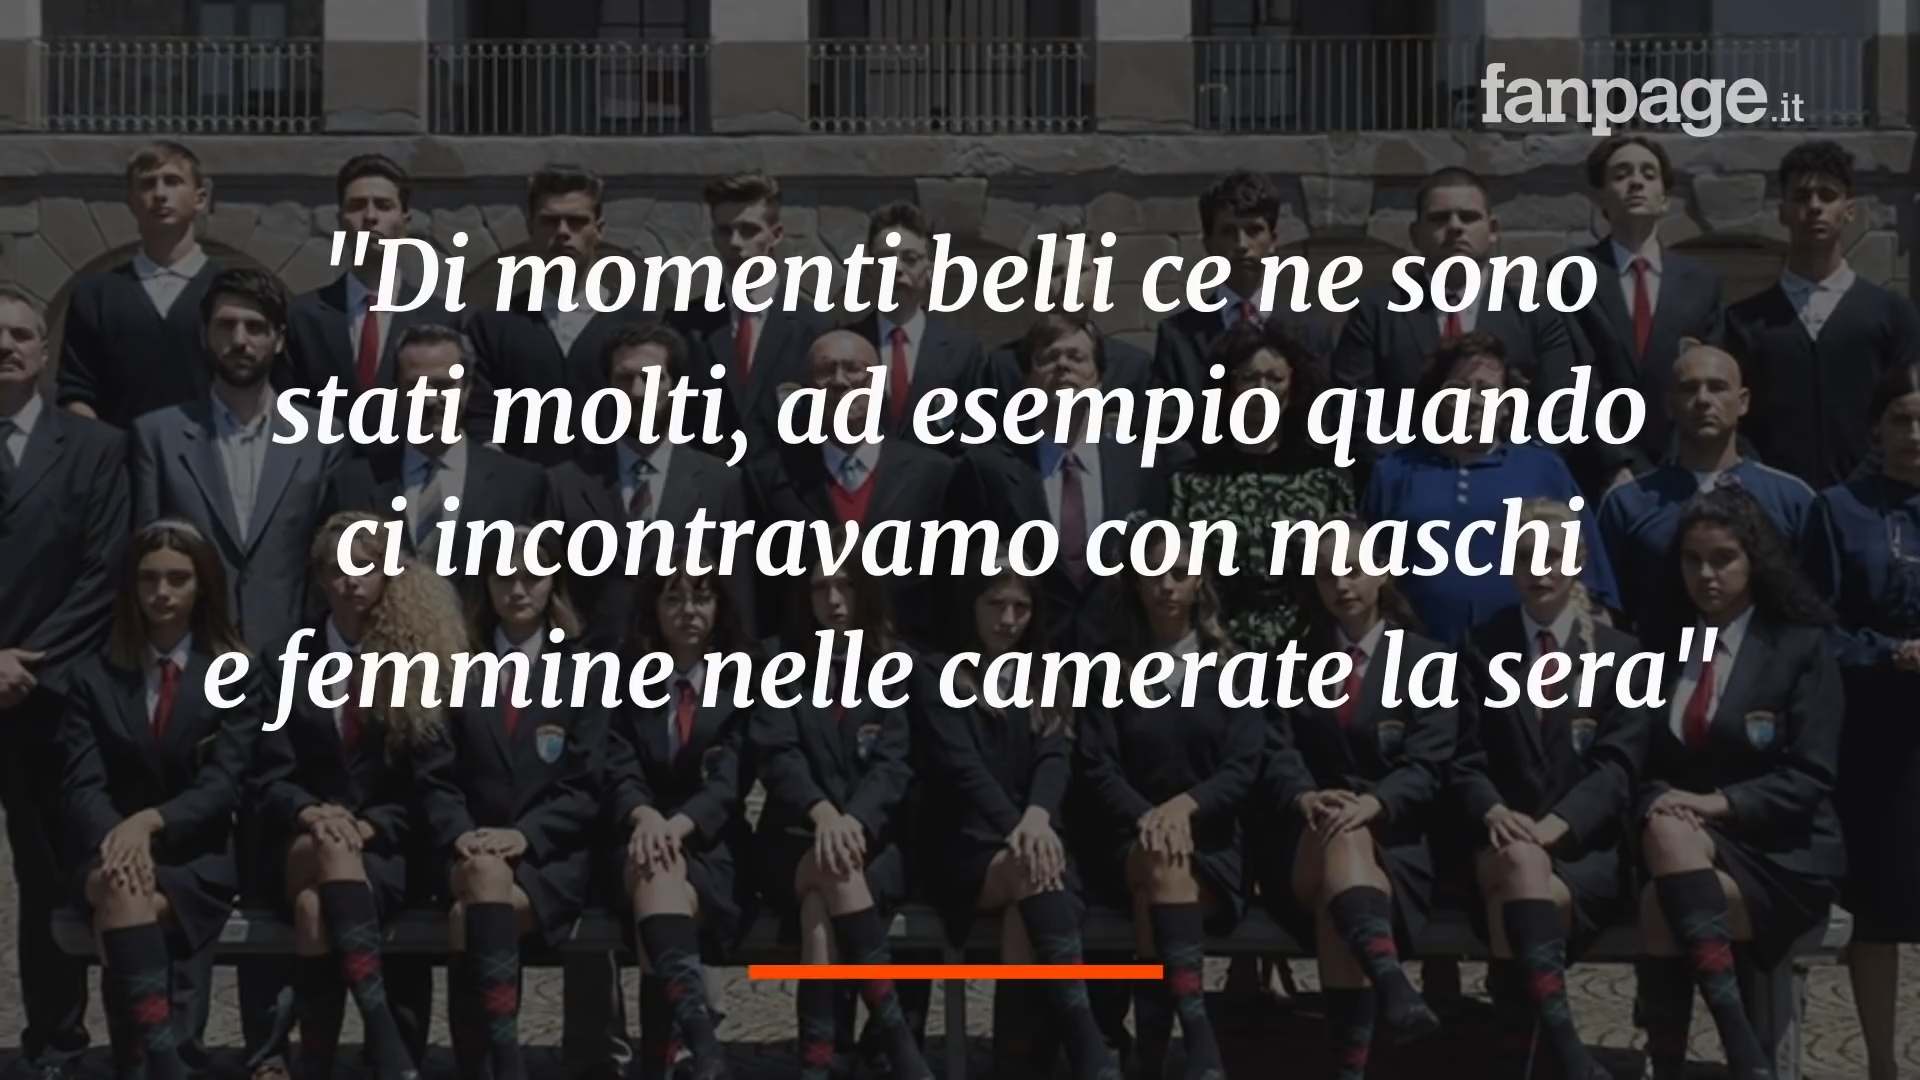 fanpage.it
"Di momenti belli ce ne sono
stati molti, ad esempio quando
ci incontravamo con maschi
e femmine nelle camerate la sera"